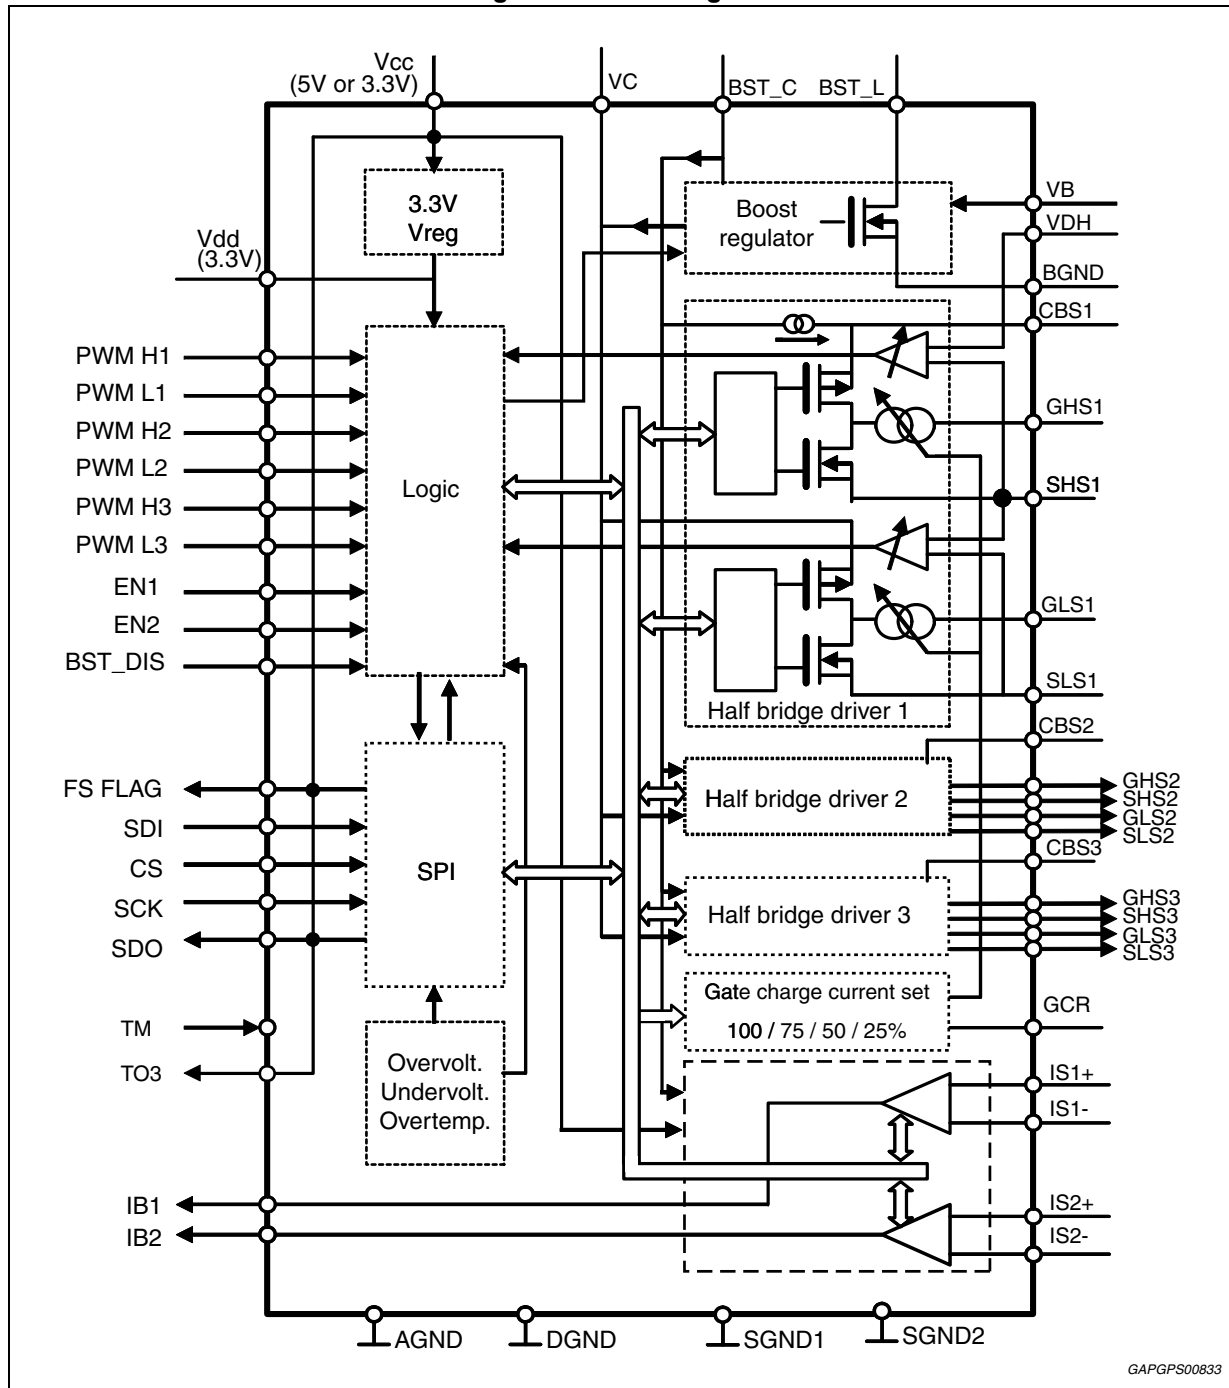 Vcc
(5V or 3.3V)
VC
BST_C
BST_L
3.3V
Vreg
Boost
regulator
VB
VDH
BGND
CBS1
Vdd
(3.3V)
PWM H1
PWM L1
PWM H2
PWM L2
PWM H3
PWM L3
EN1
EN2
BST_DIS
Logic
GHS1
SHS1
GLS1
SLS1
Half bridge driver 1
CBS2
FS FLAG
SDI
CS
SCK
SDO
SPI
Half bridge driver 2
GHS2
SHS2
GLS2
SLS2
CBS3
Half bridge driver 3
GHS3
SHS3
GLS3
SLS3
Gate charge current set
100 / 75 / 50 / 25%
GCR
TM
TO3
Overvolt.
Undervolt.
Overtemp.
IS1+
IS1-
IB1
IB2
IS2+
IS2-
AGND
DGND
SGND1
SGND2
GAPGPS00833